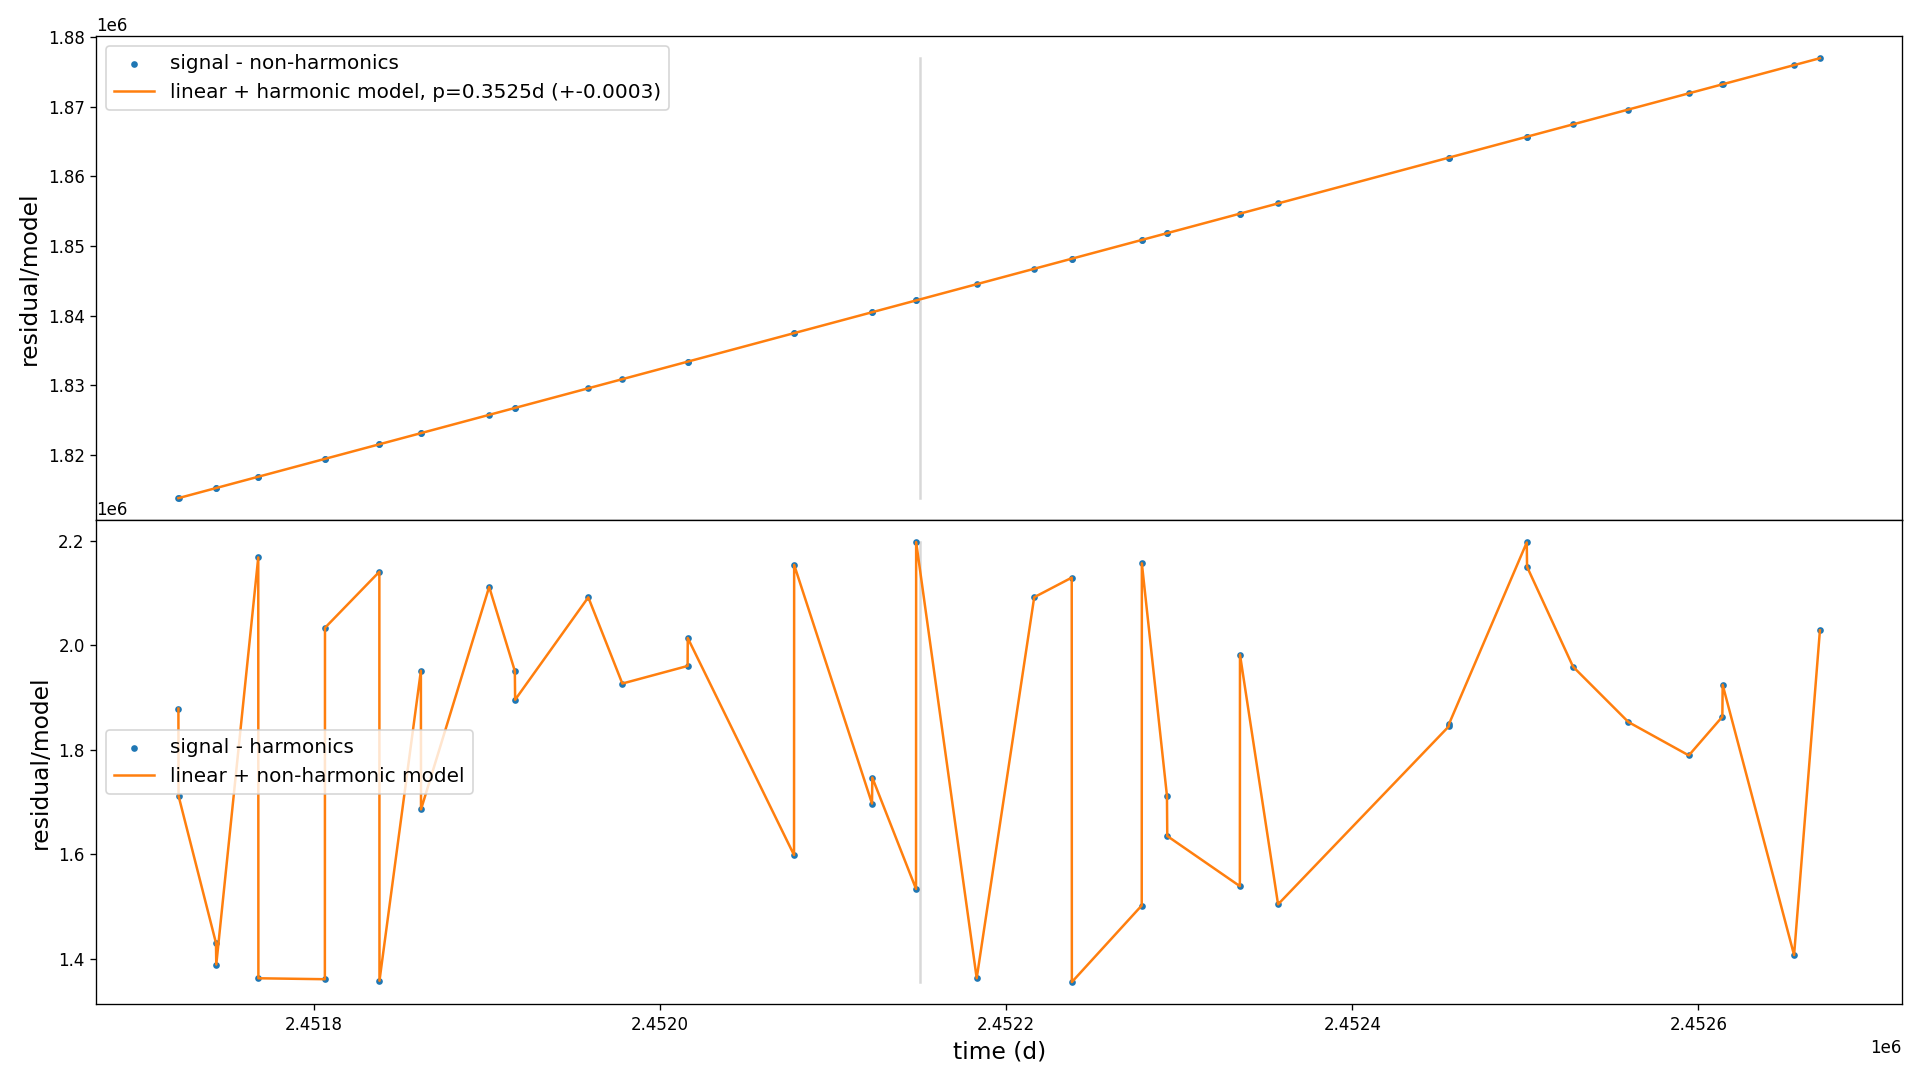 1e6
1.88
1.87
1.86
1.85
1.84
1.83
1.82
residual/model
signal - non-harmonics
linear + harmonic model, p=0.3525d (+-0.0003)
1e6
2.2
2.0
1.8
1.6
1.4
residual/model
signal - harmonics
linear + non-harmonic model
2.4518 2.4520 2.4522 2.4524 2.4526
time (d)
1e6